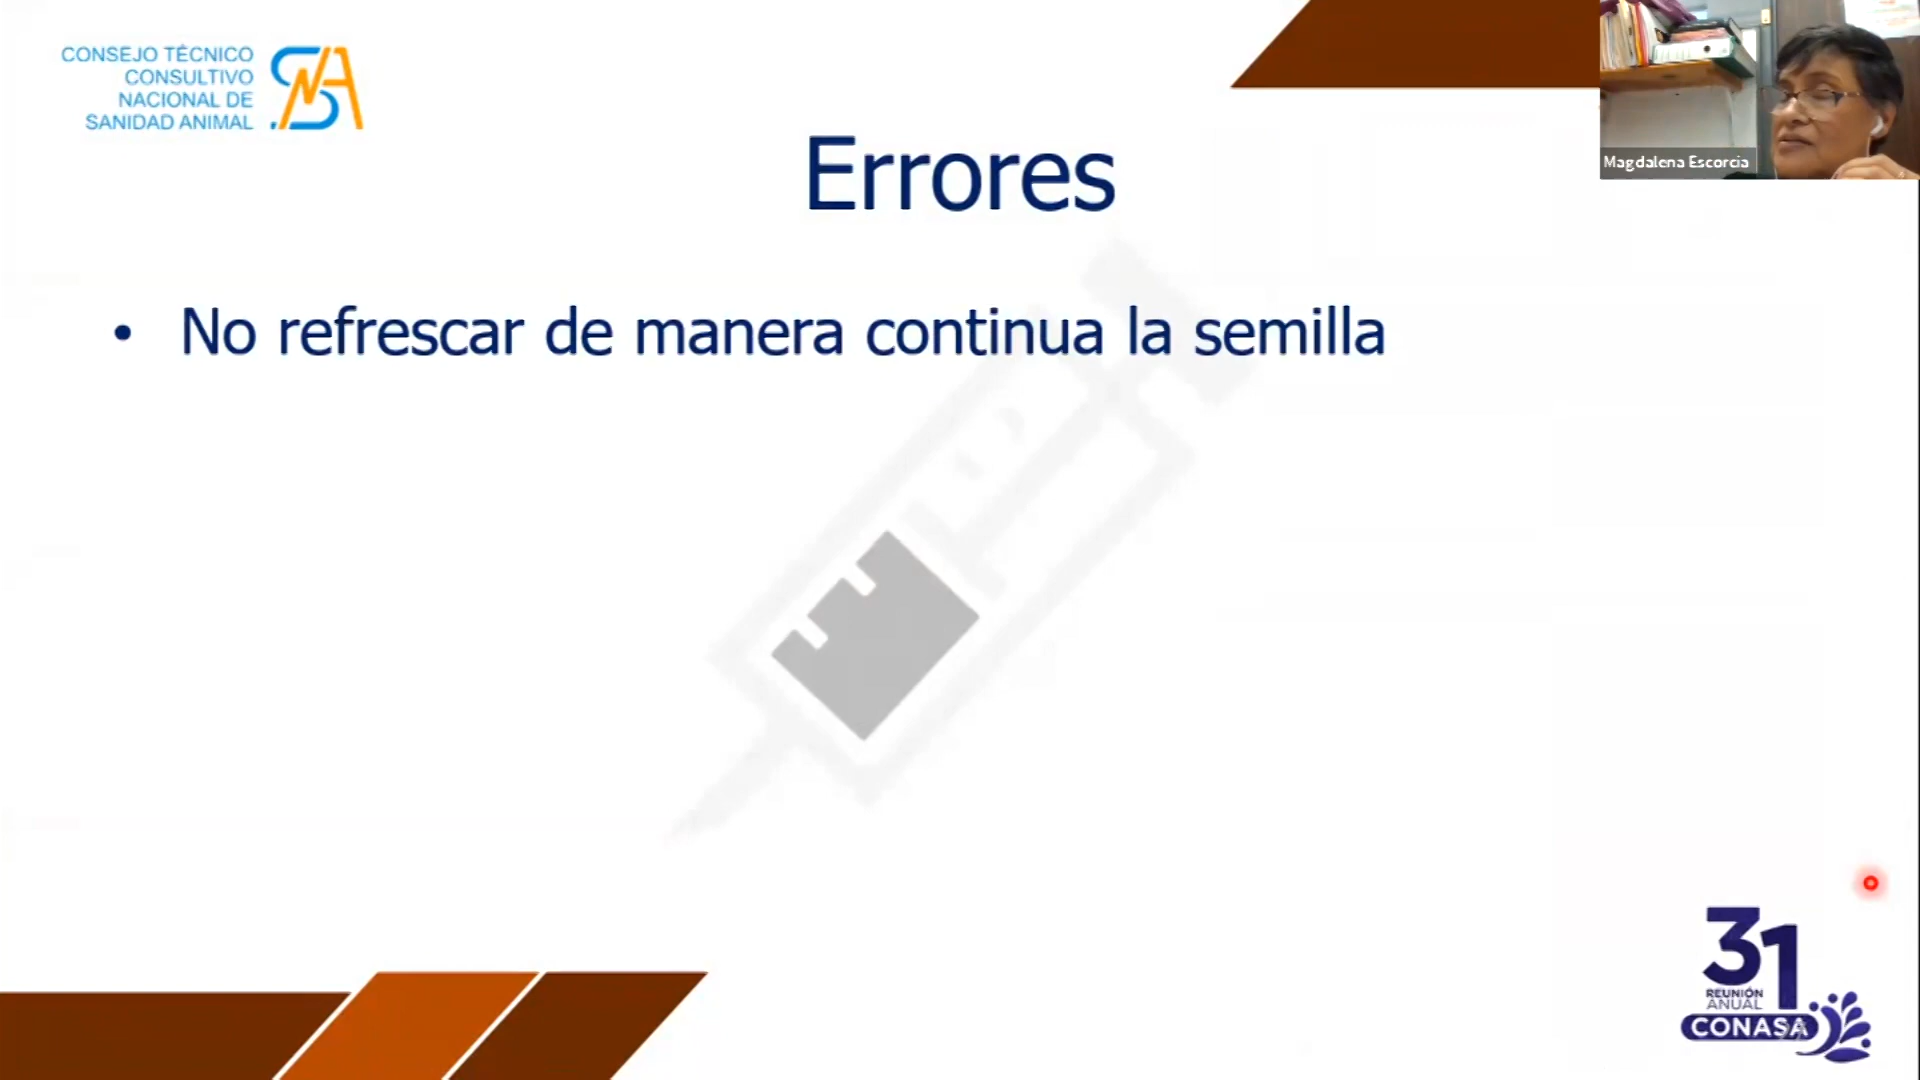 CONSEJO TÉCNICO
CONSULTIVO
NACIONAL DE
SANIDAD ANIMAL
Magdalena Escorcia
Errores
• No refrescar de manera continua la semilla
31
REUNIÓN
ANUAL
CONASA